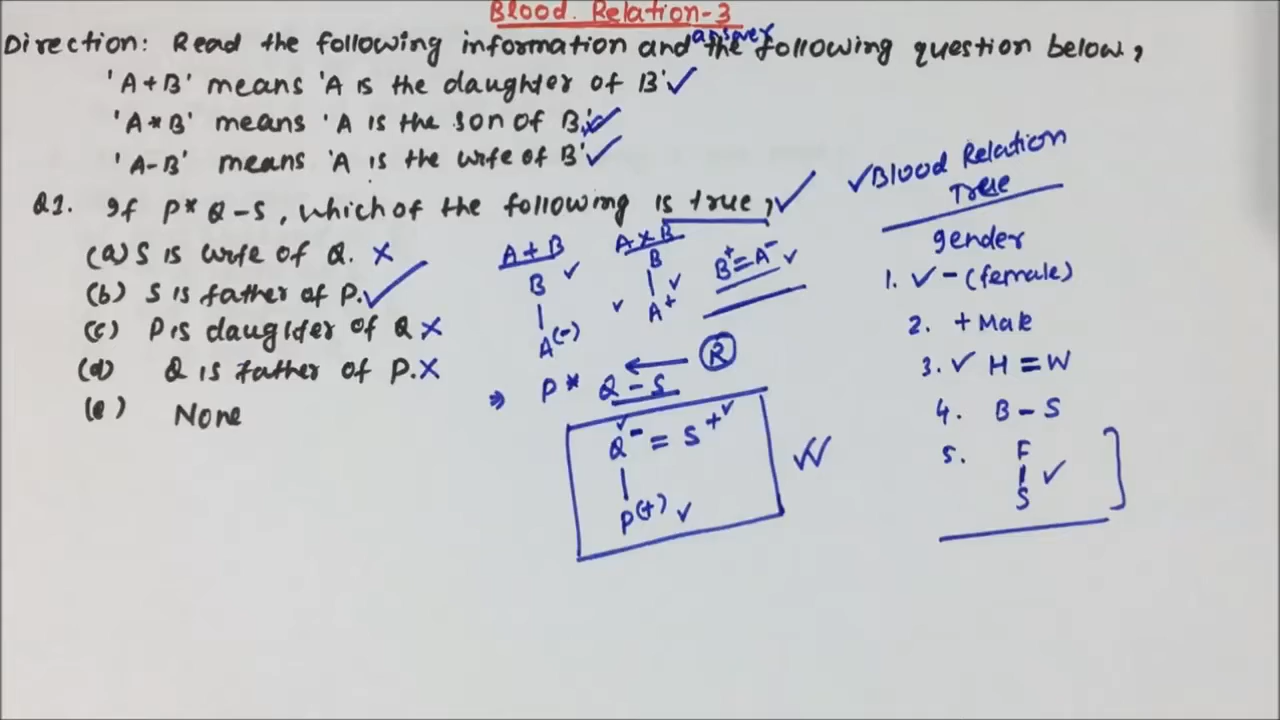 Blood. Relation-3
answer
Direction: Read the following information and the following question below,
'A+B' means 'A is the daughter of B' ✓
'A*B' means 'A is the son of B.' ✓
'A-B' means 'A is the wife of B' ✓
Q1. If P* Q-S, which of the following is true, ✓
(a) S is wife of Q. ×
(b) S is father of P. ✓
(c) P is daughter of Q ×
(d) Q is father of P. ×
(e) None
A+B
B ✓
|
A(-)
A×B
B
| ✓
✓ A+
B+ = A- ✓
⇒ P* Q-S
← R
Q- = S+ ✓
|
P(+) ✓
✓Blood Relation
Tree
gender
1. ✓ - (female)
2. + Male
3. ✓ H = W
4. B - S
5. F
| ✓
S